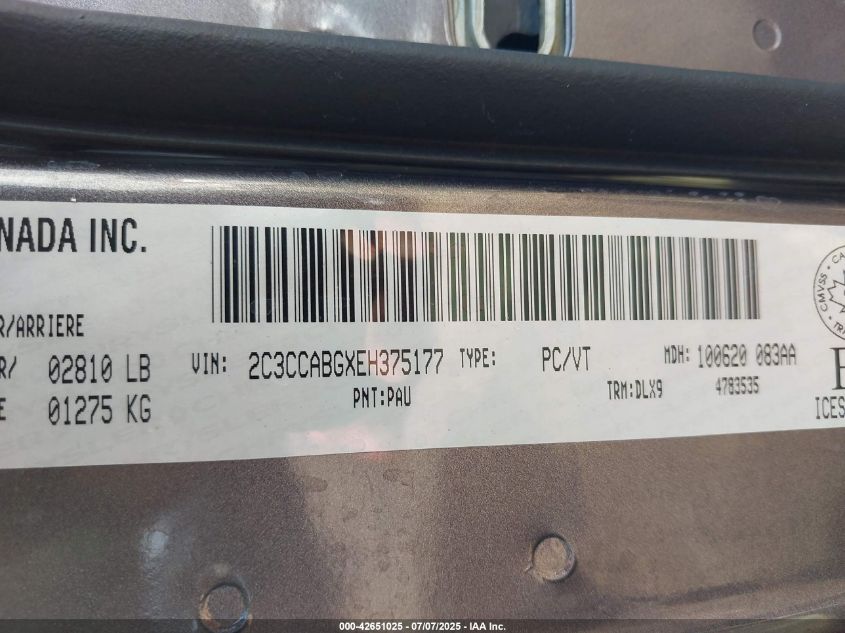 NADA INC.
R/ARRIERE
R/ 02810 LB VIN: 2C3CCABGXEH375177 TYPE: PC/VT MDH: 100620 083AA
E 01275 KG PNT:PAU TRM:DLX9 4783535
CMVSS
ICES
000-42651025 / 07/07/2025 - IAA Inc.